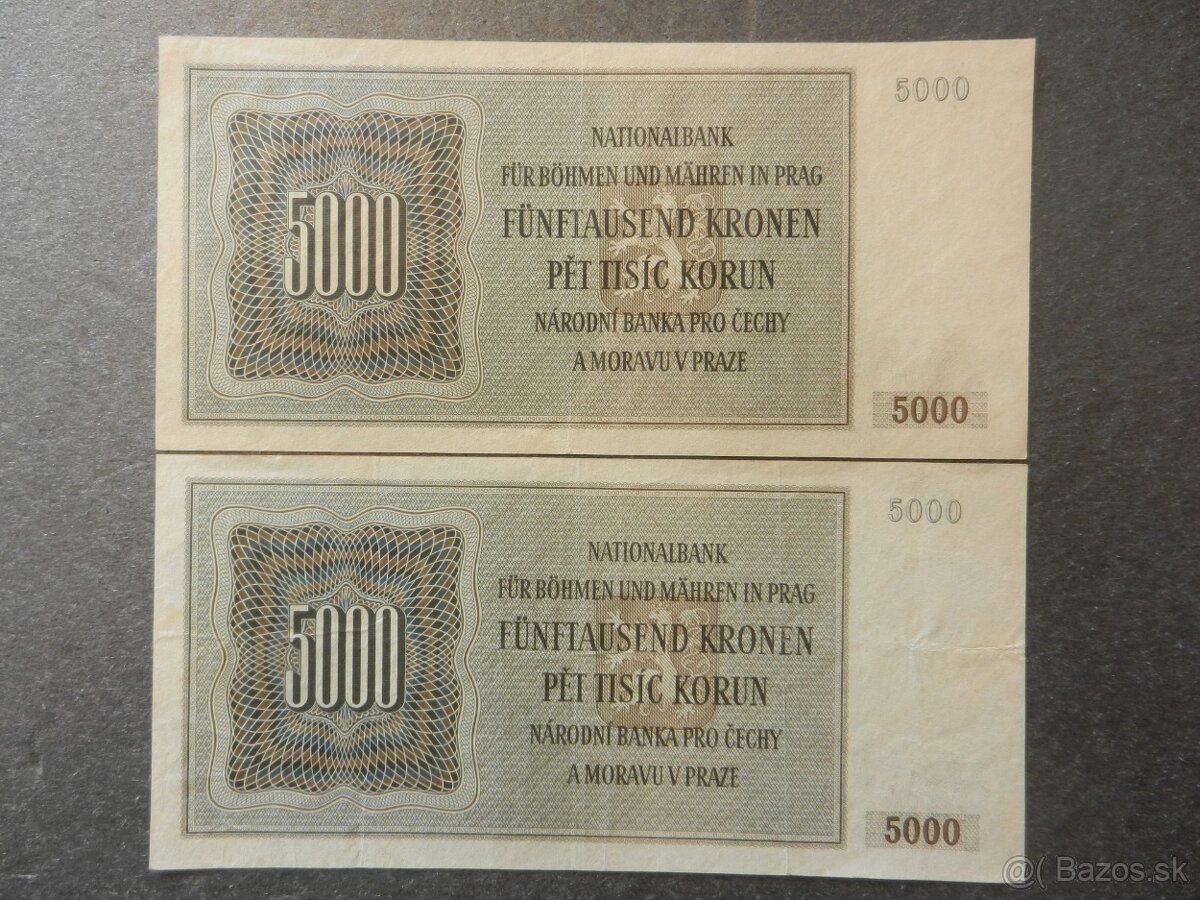 5000
NATIONALBANK
FÜR BÖHMEN UND MÄHREN IN PRAG
FÜNFTAUSEND KRONEN
PĚT TISÍC KORUN
NÁRODNÍ BANKA PRO ČECHY
A MORAVU V PRAZE
5000
5000
5000
NATIONALBANK
FÜR BÖHMEN UND MÄHREN IN PRAG
FÜNFTAUSEND KRONEN
PĚT TISÍC KORUN
NÁRODNÍ BANKA PRO ČECHY
A MORAVU V PRAZE
5000
5000
@( Bazos.sk